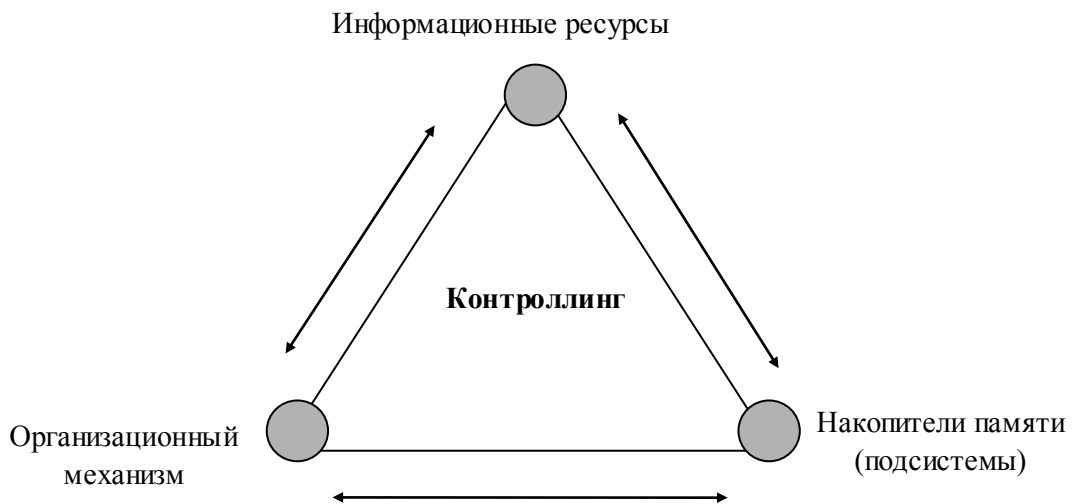 Информационные ресурсы
Контроллинг
Организационный
механизм
Накопители памяти
(подсистемы)